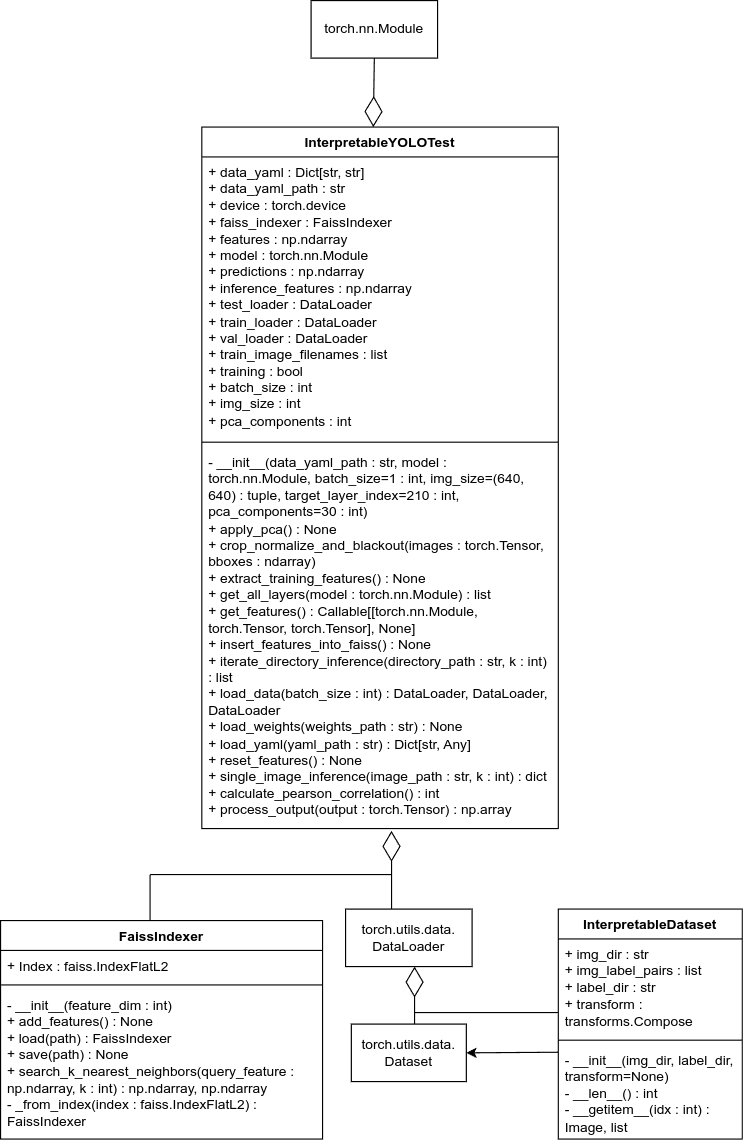 torch.nn.Module
InterpretableYOLOTest
+ data_yaml : Dict[str, str]
+ data_yaml_path : str
+ device : torch.device
+ faiss_indexer : FaissIndexer
+ features : np.ndarray
+ model : torch.nn.Module
+ predictions : np.ndarray
+ inference_features : np.ndarray
+ test_loader : DataLoader
+ train_loader : DataLoader
+ val_loader : DataLoader
+ train_image_filenames : list
+ training : bool
+ batch_size : int
+ img_size : int
+ pca_components : int
- __init__(data_yaml_path : str, model :
torch.nn.Module, batch_size=1 : int, img_size=(640,
640) : tuple, target_layer_index=210 : int,
pca_components=30 : int)
+ apply_pca() : None
+ crop_normalize_and_blackout(images : torch.Tensor,
bboxes : ndarray)
+ extract_training_features() : None
+ get_all_layers(model : torch.nn.Module) : list
+ get_features() : Callable[[torch.nn.Module,
torch.Tensor, torch.Tensor], None]
+ insert_features_into_faiss() : None
+ iterate_directory_inference(directory_path : str, k : int)
: list
+ load_data(batch_size : int) : DataLoader, DataLoader,
DataLoader
+ load_weights(weights_path : str) : None
+ load_yaml(yaml_path : str) : Dict[str, Any]
+ reset_features() : None
+ single_image_inference(image_path : str, k : int) : dict
+ calculate_pearson_correlation() : int
+ process_output(output : torch.Tensor) : np.array
FaissIndexer
+ Index : faiss.IndexFlatL2
- __init__(feature_dim : int)
+ add_features() : None
+ load(path) : FaissIndexer
+ save(path) : None
+ search_k_nearest_neighbors(query_feature :
np.ndarray, k : int) : np.ndarray, np.ndarray
- _from_index(index : faiss.IndexFlatL2) :
FaissIndexer
torch.utils.data.
DataLoader
torch.utils.data.
Dataset
InterpretableDataset
+ img_dir : str
+ img_label_pairs : list
+ label_dir : str
+ transform :
transforms.Compose
- __init__(img_dir, label_dir,
transform=None)
- __len__() : int
- __getitem__(idx : int) :
Image, list